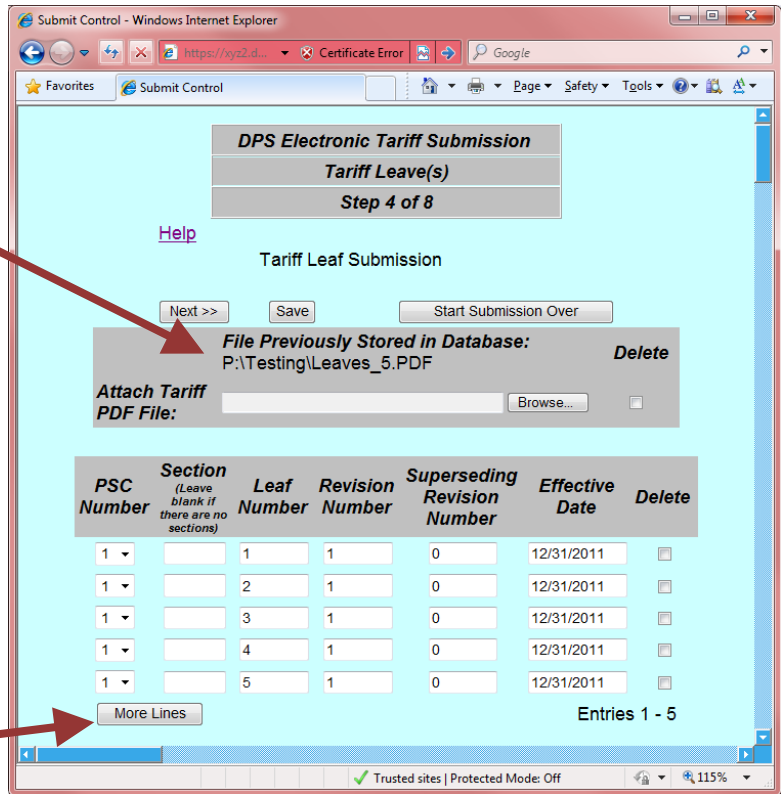 Submit Control - Windows Internet Explorer
https://xyz2.d... Certificate Error Google
Favorites Submit Control Page Safety Tools
DPS Electronic Tariff Submission
Tariff Leave(s)
Step 4 of 8
Help
Tariff Leaf Submission
Next >> Save Start Submission Over
File Previously Stored in Database: Delete
P:\Testing\Leaves_5.PDF
Attach Tariff PDF File: Browse...
PSC Number Section (Leave blank if there are no sections) Leaf Number Revision Number Superseding Revision Number Effective Date Delete
1 1 1 0 12/31/2011
1 2 1 0 12/31/2011
1 3 1 0 12/31/2011
1 4 1 0 12/31/2011
1 5 1 0 12/31/2011
More Lines Entries 1 - 5
Trusted sites | Protected Mode: Off 115%